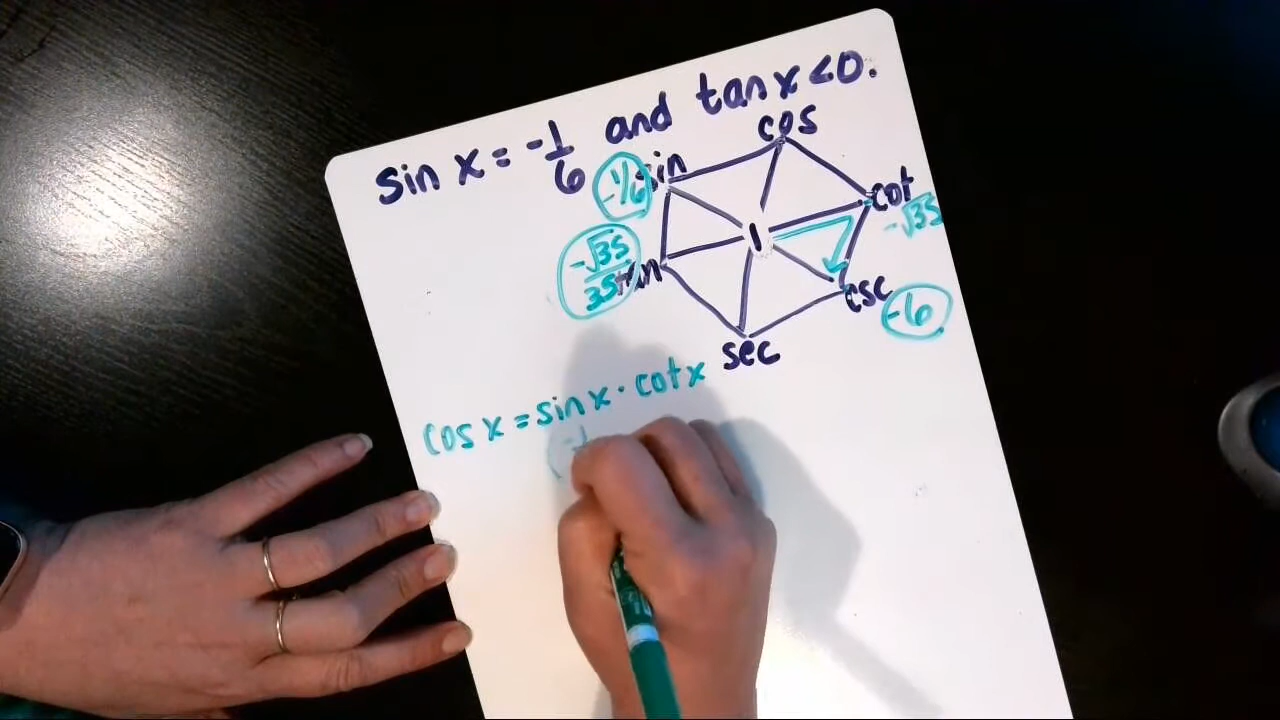 sin x = -1/6 and tan x < 0.
cos
-1/6 sin
cot
-√35
1
-√35/35 tan
csc
-6
sec
cos x = sin x · cotx